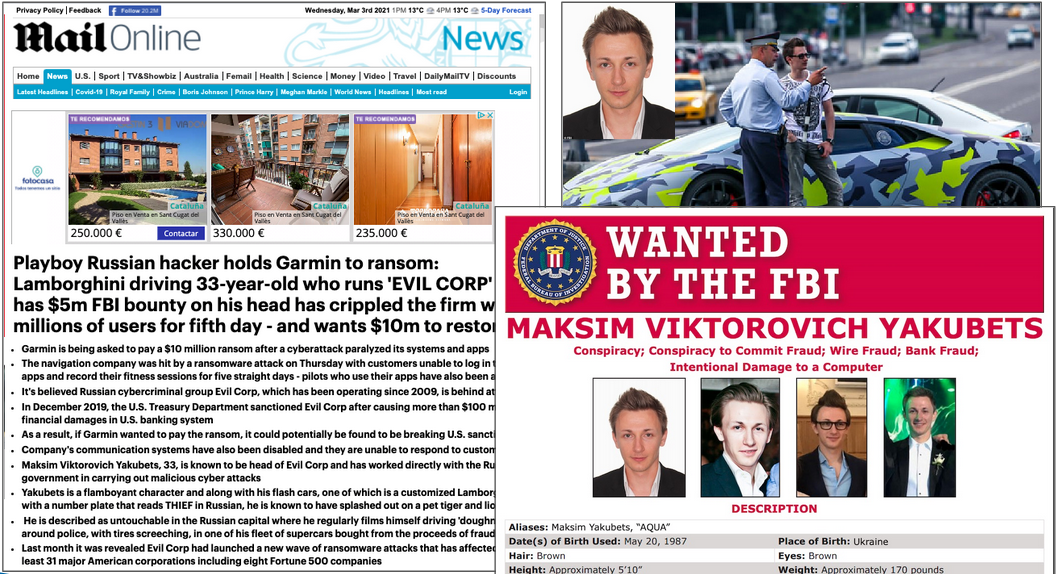 Privacy Policy | Feedback
Follow 20.2M
Wednesday, Mar 3rd 2021 1PM 13°C 4PM 13°C 5-Day Forecast
Mail Online
News
Home News U.S. | Sport | TV&Showbiz | Australia | Femail | Health | Science | Money | Video | Travel | DailyMailTV | Discounts
Latest Headlines | Covid-19 | Royal Family | Crime | Boris Johnson | Prince Harry | Meghan Markle | World News | Headlines | Most read
Login
TE RECOMENDAMOS
TE RECOMENDAMOS
fotocasa
Cataluña
Piso en Venta en Sant Cugat del Vallès
Cataluña
Piso en Venta en Sant Cugat del Vallès
Cataluña
Piso en Venta en Sant Cugat del Vallès
250.000 €
Contactar
330.000 €
235.000 €
Playboy Russian hacker holds Garmin to ransom:
Lamborghini driving 33-year-old who runs 'EVIL CORP'
has $5m FBI bounty on his head has crippled the firm w
millions of users for fifth day - and wants $10m to restor
• Garmin is being asked to pay a $10 million ransom after a cyberattack paralyzed its systems and apps
• The navigation company was hit by a ransomware attack on Thursday with customers unable to log in t
apps and record their fitness sessions for five straight days - pilots who use their apps have also been a
• It's believed Russian cybercriminal group Evil Corp, which has been operating since 2009, is behind at
• In December 2019, the U.S. Treasury Department sanctioned Evil Corp after causing more than $100 m
financial damages in U.S. banking system
• As a result, if Garmin wanted to pay the ransom, it could potentially be found to be breaking U.S. sancti
• Company's communication systems have also been disabled and they are unable to respond to custom
• Maksim Viktorovich Yakubets, 33, is known to be head of Evil Corp and has worked directly with the Ru
government in carrying out malicious cyber attacks
• Yakubets is a flamboyant character and along with his flash cars, one of which is a customized Lamborg
with a number plate that reads THIEF in Russian, he is known to have splashed out on a pet tiger and lio
• He is described as untouchable in the Russian capital where he regularly films himself driving 'doughn
around police, with tires screeching, in one of his fleet of supercars bought from the proceeds of fraud
• Last month it was revealed Evil Corp had launched a new wave of ransomware attacks that has affected
least 31 major American corporations including eight Fortune 500 companies
WANTED
BY THE FBI
MAKSIM VIKTOROVICH YAKUBETS
Conspiracy; Conspiracy to Commit Fraud; Wire Fraud; Bank Fraud;
Intentional Damage to a Computer
DESCRIPTION
Aliases: Maksim Yakubets, "AQUA"
Date(s) of Birth Used: May 20, 1987
Place of Birth: Ukraine
Hair: Brown
Eyes: Brown
Height: Approximately 5'10"
Weight: Approximately 170 pounds